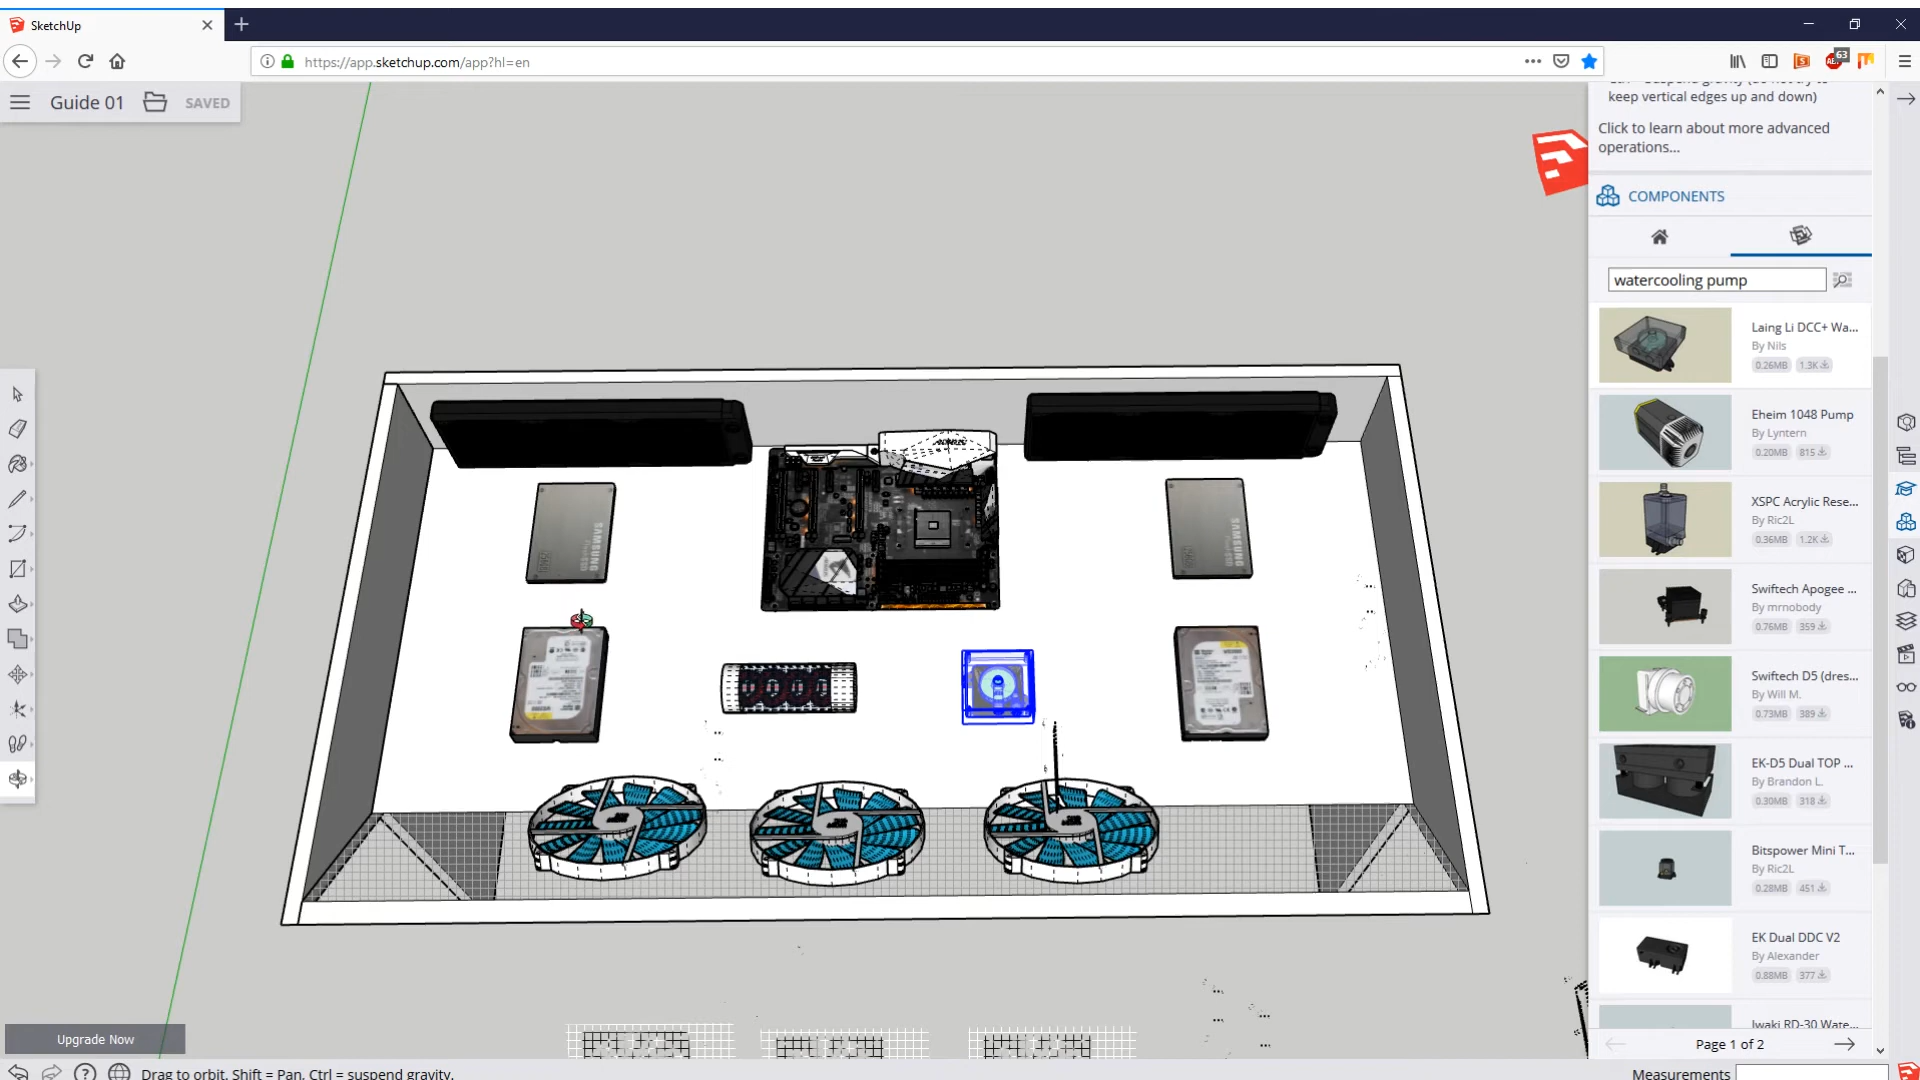 SketchUp
https://app.sketchup.com/app?hl=en
63
Guide 01
SAVED
keep vertical edges up and down)
Click to learn about more advanced
operations...
COMPONENTS
watercooling pump
Laing Li DCC+ Wa...
By Nils
0.26MB 1.3K
Eheim 1048 Pump
By Lyntern
0.20MB 815
XSPC Acrylic Rese...
By Ric2L
0.36MB 1.2K
Swiftech Apogee ...
By mrnobody
0.76MB 359
Swiftech D5 (dres...
By Will M.
0.73MB 389
EK-D5 Dual TOP ...
By Brandon L.
0.30MB 318
Bitspower Mini T...
By Ric2L
0.28MB 451
EK Dual DDC V2
By Alexander
0.88MB 377
Iwaki RD-30 Wate...
Page 1 of 2
SAMSUNG
SAMSUNG
Upgrade Now
Drag to orbit. Shift = Pan, Ctrl = suspend gravity.
Measurements